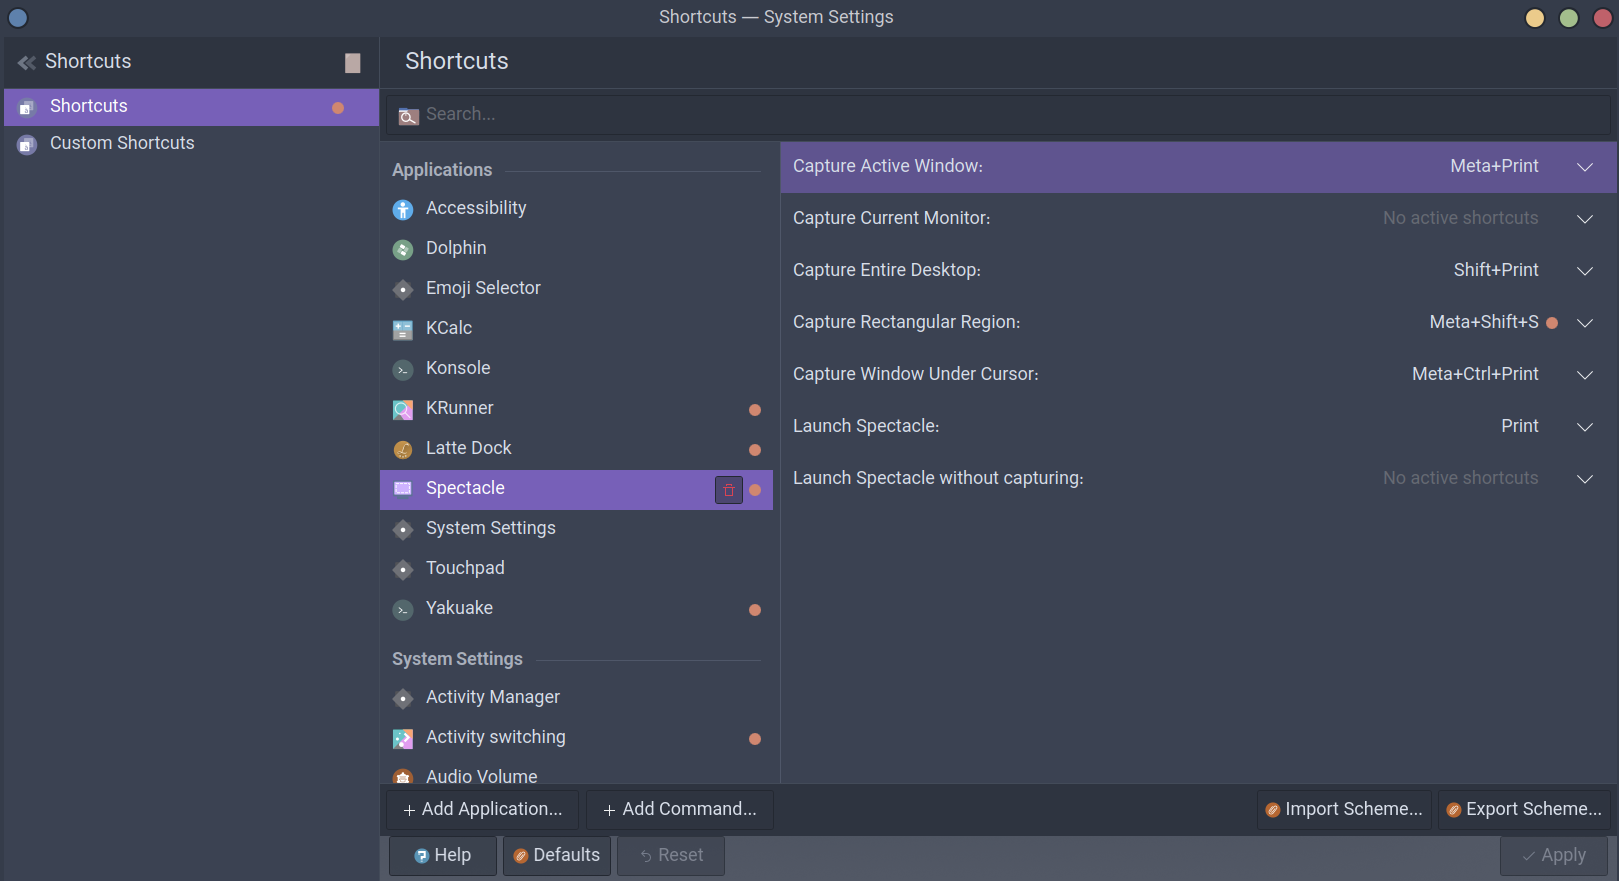 Shortcuts — System Settings
Shortcuts
Shortcuts
Custom Shortcuts
Shortcuts
Search...
Applications
Accessibility
Dolphin
Emoji Selector
KCalc
Konsole
KRunner
Latte Dock
Spectacle
System Settings
Touchpad
Yakuake
System Settings
Activity Manager
Activity switching
Audio Volume
Capture Active Window: Meta+Print
Capture Current Monitor: No active shortcuts
Capture Entire Desktop: Shift+Print
Capture Rectangular Region: Meta+Shift+S
Capture Window Under Cursor: Meta+Ctrl+Print
Launch Spectacle: Print
Launch Spectacle without capturing: No active shortcuts
+ Add Application... + Add Command... Import Scheme... Export Scheme...
Help Defaults Reset Apply